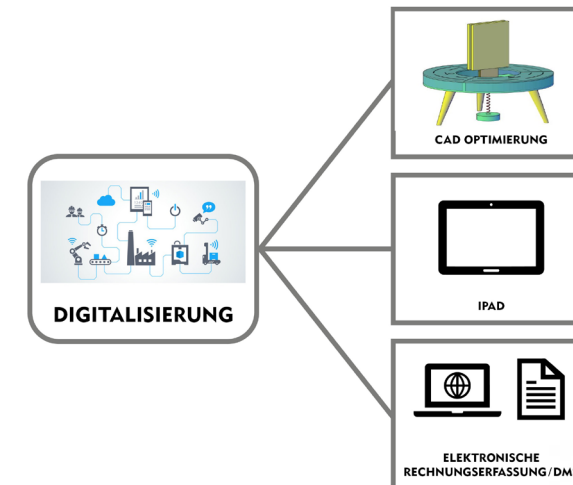 DIGITALISIERUNG
CAD OPTIMIERUNG
IPAD
ELEKTRONISCHE
RECHNUNGSERFASSUNG/DM